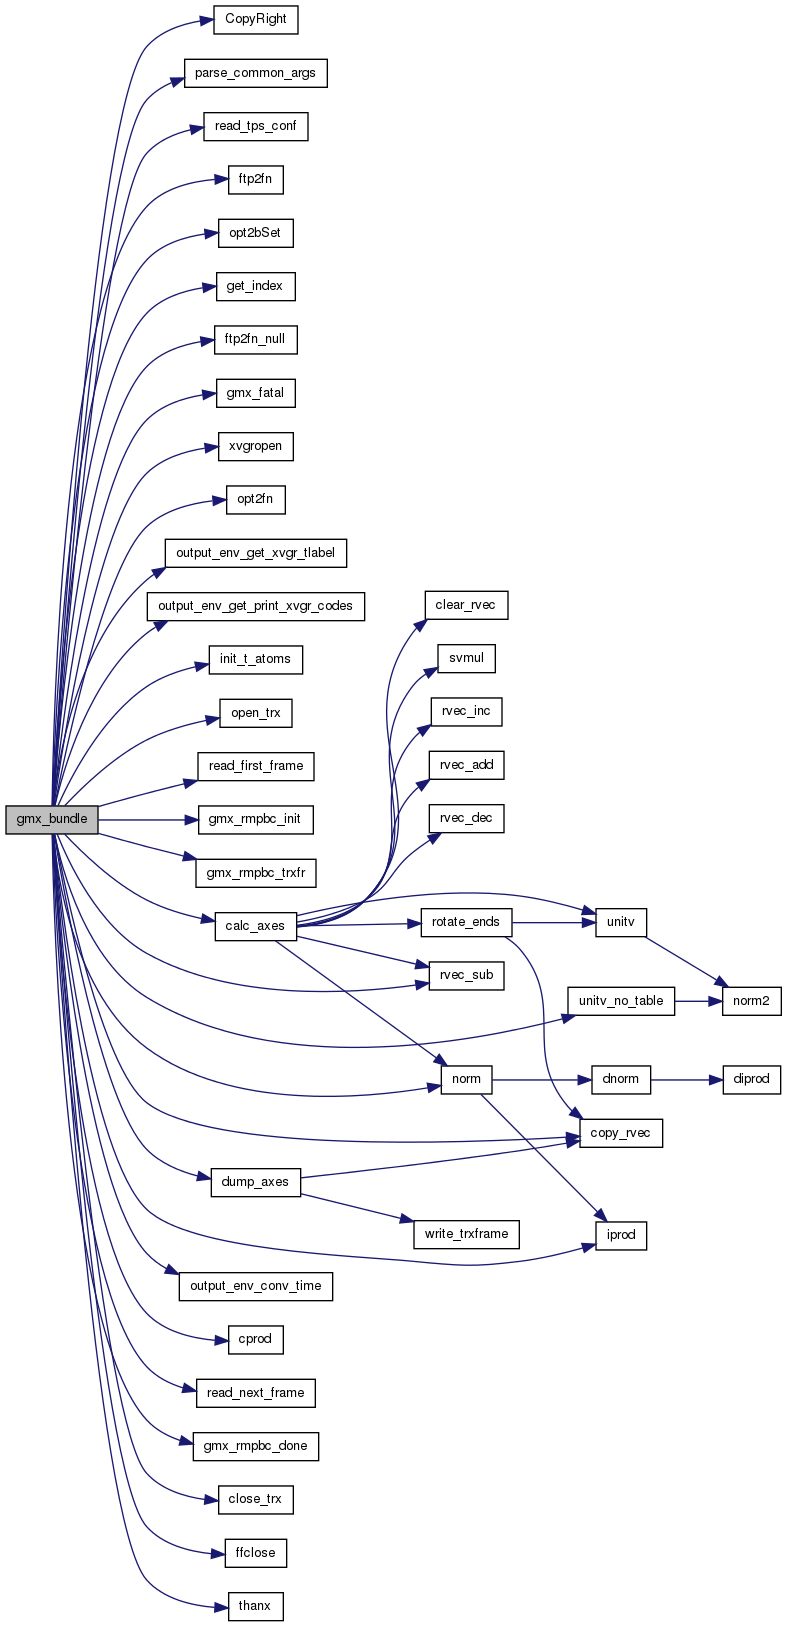 CopyRight
parse_common_args
read_tps_conf
ftp2fn
opt2bSet
get_index
ftp2fn_null
gmx_fatal
xvgropen
opt2fn
output_env_get_xvgr_tlabel
output_env_get_print_xvgr_codes
clear_rvec
init_t_atoms
svmul
open_trx
rvec_inc
read_first_frame
rvec_add
gmx_bundle
gmx_rmpbc_init
rvec_dec
gmx_rmpbc_trxfr
calc_axes
rotate_ends
unitv
rvec_sub
unitv_no_table
norm2
norm
dnorm
diprod
copy_rvec
dump_axes
write_trxframe
iprod
output_env_conv_time
cprod
read_next_frame
gmx_rmpbc_done
close_trx
ffclose
thanx